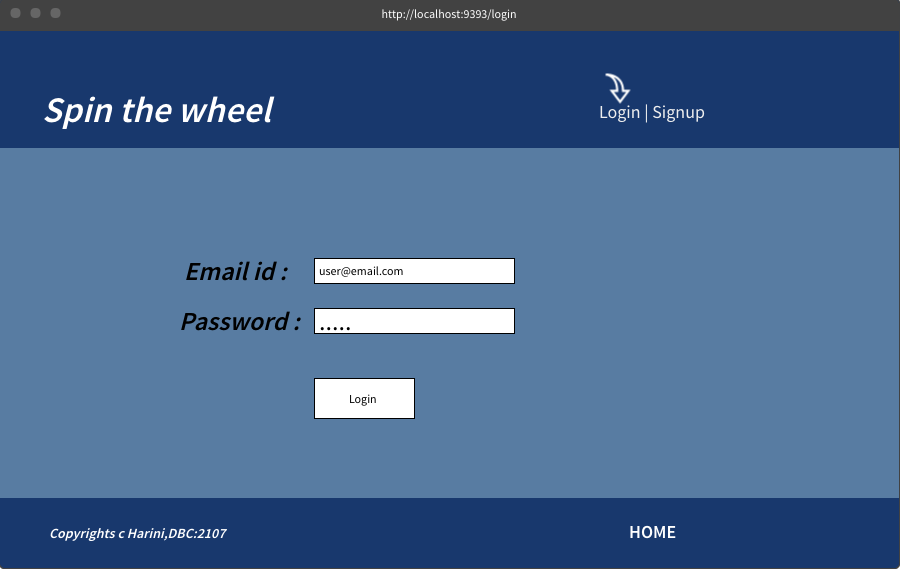 http://localhost:9393/login
Spin the wheel
Login | Signup
Email id :
user@email.com
Password :
.....
Login
Copyrights c Harini,DBC:2107
HOME